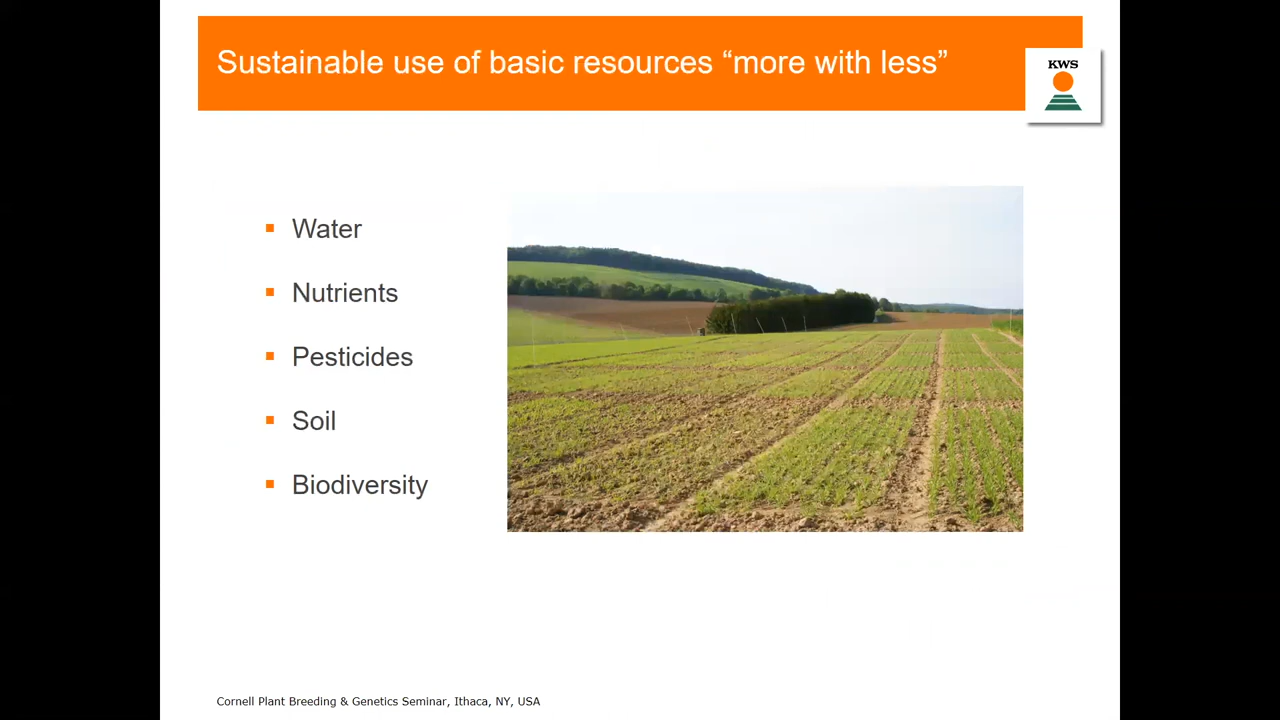 Sustainable use of basic resources “more with less”
KWS
Water
Nutrients
Pesticides
Soil
Biodiversity
Cornell Plant Breeding & Genetics Seminar, Ithaca, NY, USA